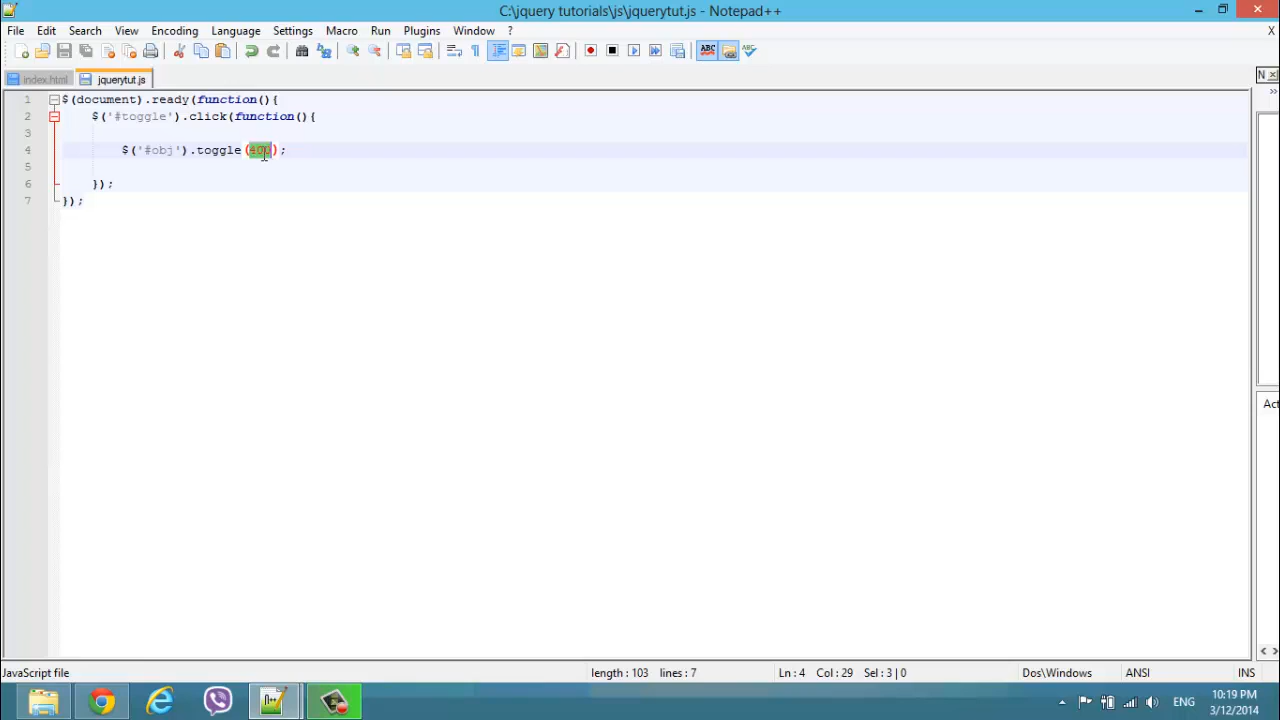 C:\jquery tutorials\js\jquerytut.js - Notepad++
File Edit Search View Encoding Language Settings Macro Run Plugins Window ? X
index.html jquerytut.js N
1 $(document).ready(function(){
2 $('#toggle').click(function(){
3
4 $('#obj').toggle(400);
5
6 });
7 });
Act
JavaScript file length : 103 lines : 7 Ln : 4 Col : 29 Sel : 3 | 0 Dos\Windows ANSI INS
ENG 10:19 PM
3/12/2014